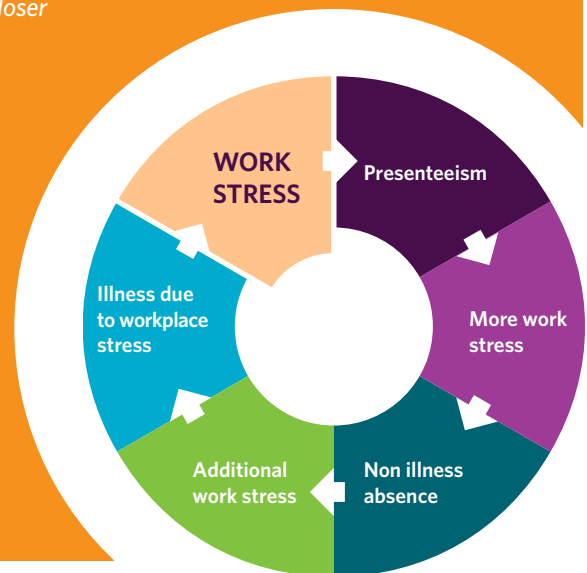 loser
WORK
STRESS
Presenteeism
More work
stress
Non illness
absence
Additional
work stress
Illness due
to workplace
stress